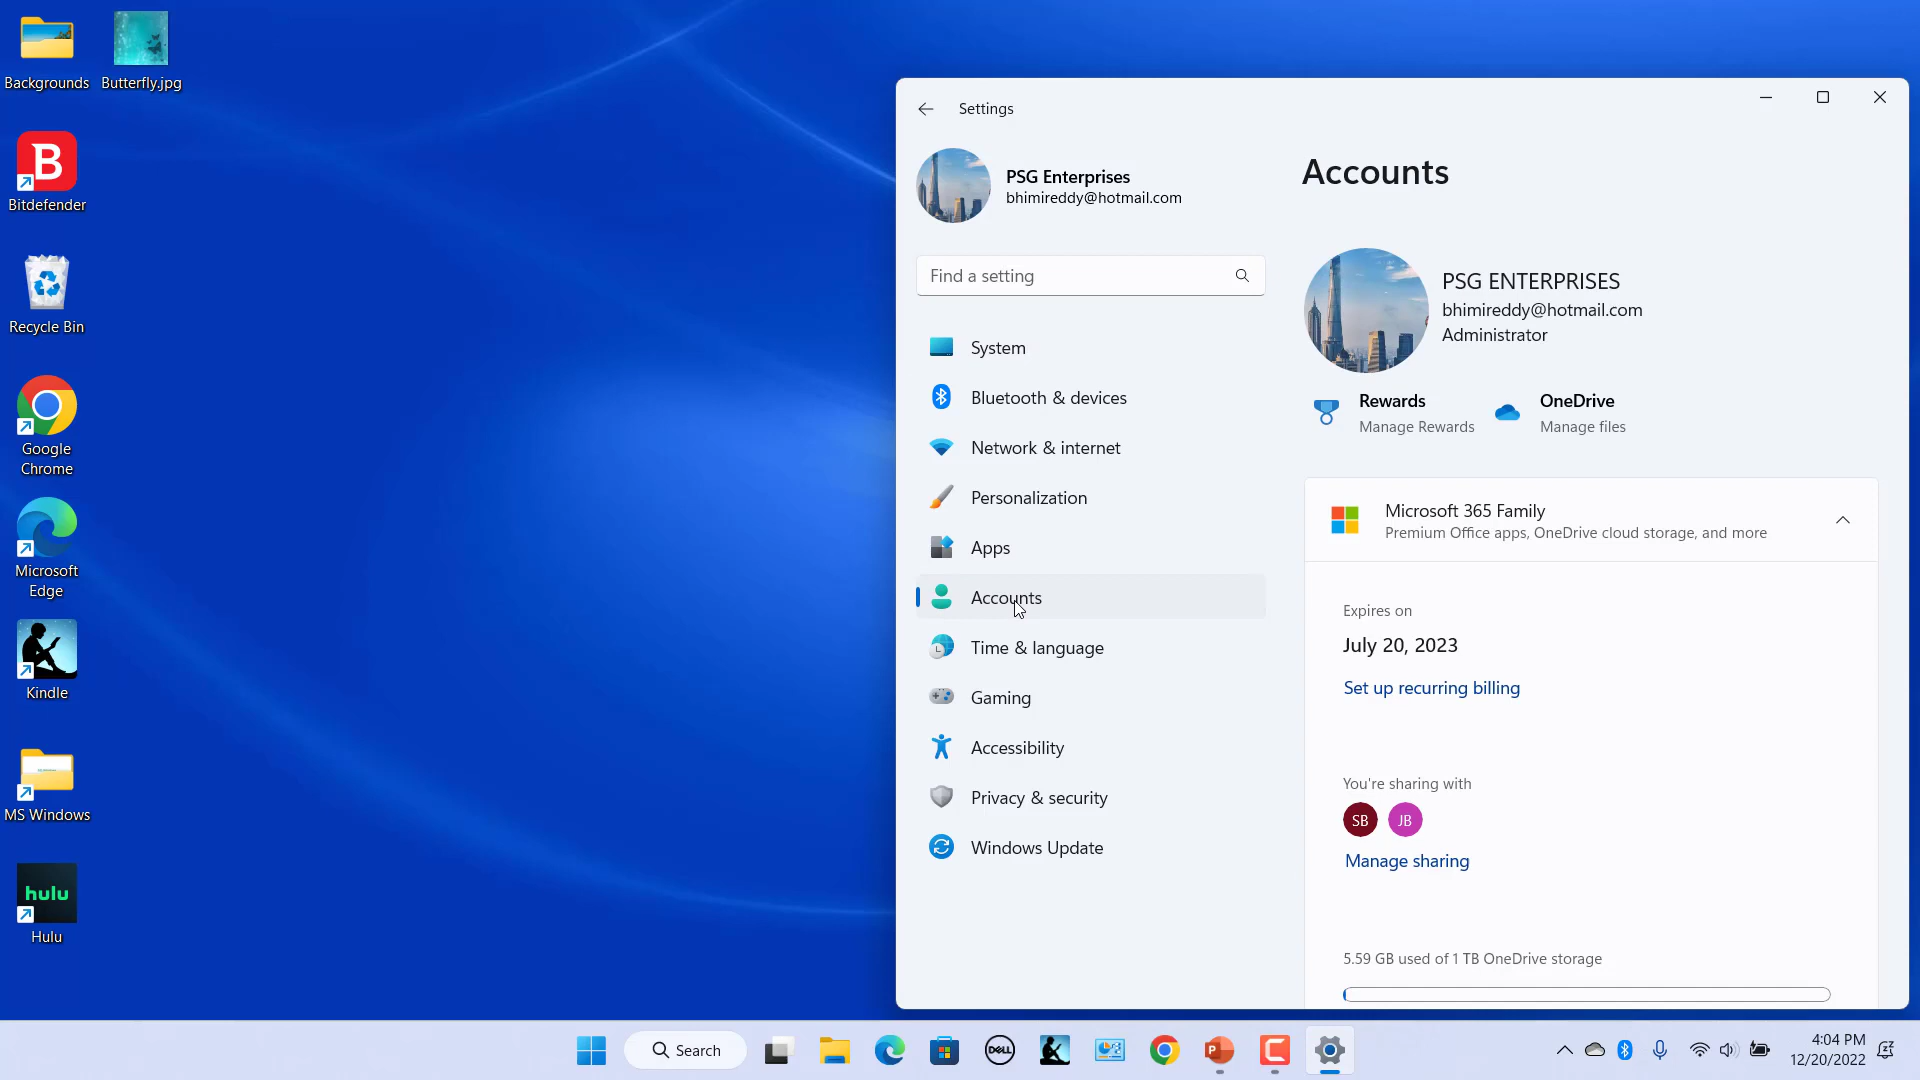 Backgrounds
Butterfly.jpg
B
Bitdefender
Recycle Bin
Google
Chrome
Microsoft
Edge
Kindle
MS Windows
hulu
Hulu
Settings
PSG Enterprises
bhimireddy@hotmail.com
Find a setting
System
Bluetooth & devices
Network & internet
Personalization
Apps
Accounts
Time & language
Gaming
Accessibility
Privacy & security
Windows Update
Accounts
PSG ENTERPRISES
bhimireddy@hotmail.com
Administrator
Rewards
Manage Rewards
OneDrive
Manage files
Microsoft 365 Family
Premium Office apps, OneDrive cloud storage, and more
Expires on
July 20, 2023
Set up recurring billing
You're sharing with
SB JB
Manage sharing
5.59 GB used of 1 TB OneDrive storage
Search
DELL
P
C
4:04 PM
12/20/2022